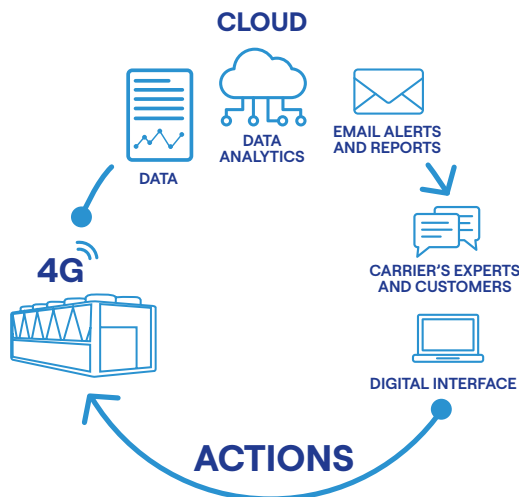 CLOUD
DATA
DATA
ANALYTICS
EMAIL ALERTS
AND REPORTS
4G
CARRIER'S EXPERTS
AND CUSTOMERS
DIGITAL INTERFACE
ACTIONS